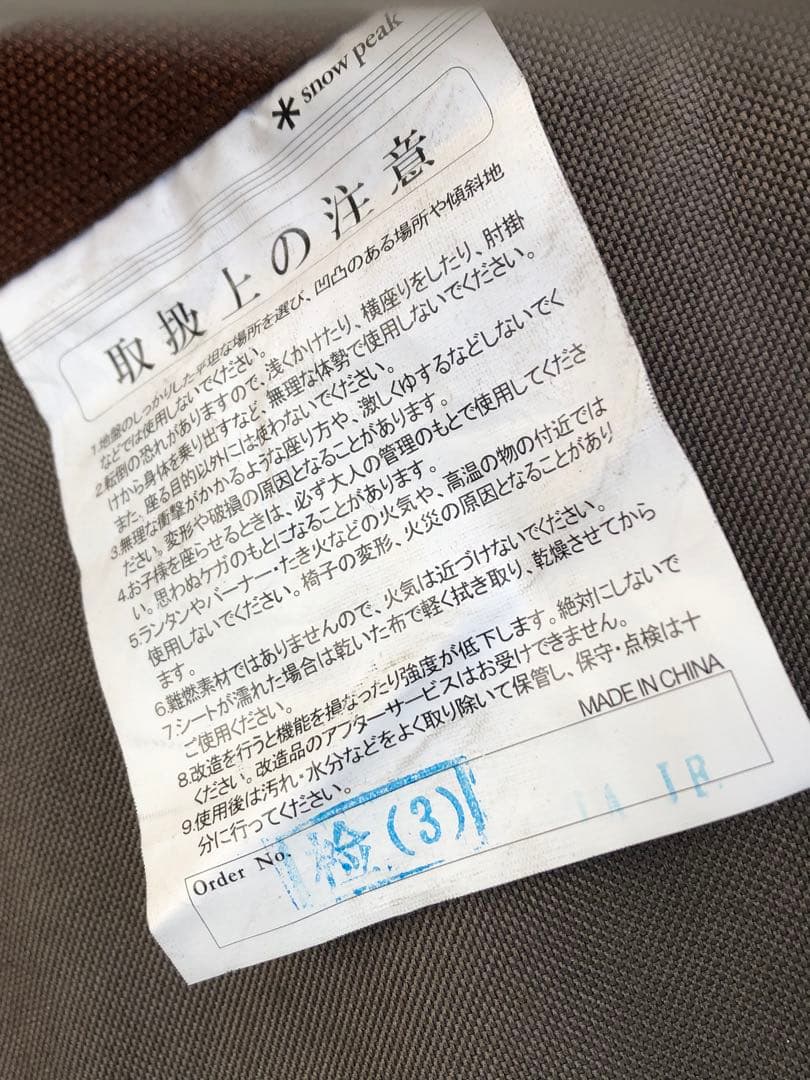 snow peak
取扱上の注意
1.地盤のしっかりした平坦な場所を選び、凹凸のある場所や傾斜地
などでは使用しないでください。
2.転倒の恐れがありますので、浅くかけたり、横座りをしたり、肘掛
けから身体を乗り出すなど、無理な体勢で使用しないでください。
また、座る目的以外には使わないでください。
3.無理な衝撃がかかるような座り方や、激しくゆするなどしないでく
ださい。変形や破損の原因となることがあります。
4.お子様を座らせるときは、必ず大人の管理のもとで使用してくださ
い。思わぬケガのもとになることがあります。
5.ランタンやバーナー・たき火などの火気や、高温の物の付近では
使用しないでください。椅子の変形、火災の原因となることがあり
ます。
6.難燃素材ではありませんので、火気は近づけないでください。
7.シートが濡れた場合は乾いた布で軽く拭き取り、乾燥させてから
ご使用ください。
8.改造を行うと機能を損なったり強度が低下します。絶対にしないで
ください。改造品のアフターサービスはお受けできません。
9.使用後は汚れ・水分などをよく取り除いて保管し、保守・点検は十
分に行ってください。
MADE IN CHINA
Order No.
検(3)